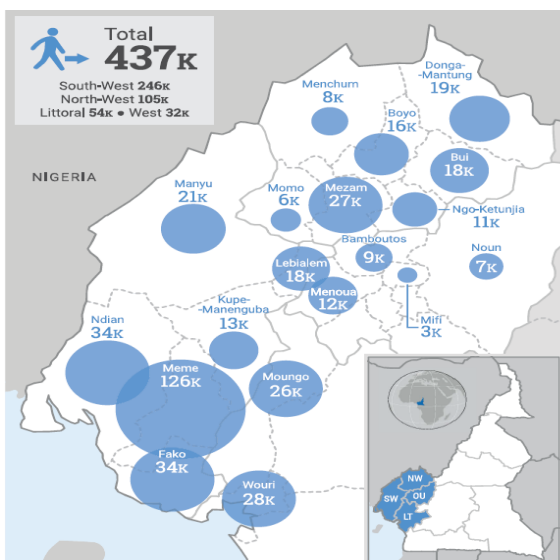 Total
437K
South-West 246K
North-West 105K
Littoral 54K • West 32K
NIGERIA
Menchum
8K
Donga-
-Mantung
19K
Boyo
16K
Bui
18K
Manyu
21K
Momo
6K
Mezam
27K
Ngo-Ketunjia
11K
Bamboutos
9K
Noun
7K
Lebialem
18K
Menoua
12K
Mifi
3K
Kupe-
-Manenguba
13K
Ndian
34K
Meme
126K
Moungo
26K
Fako
34K
Wouri
28K
NW
SW
OU
LT